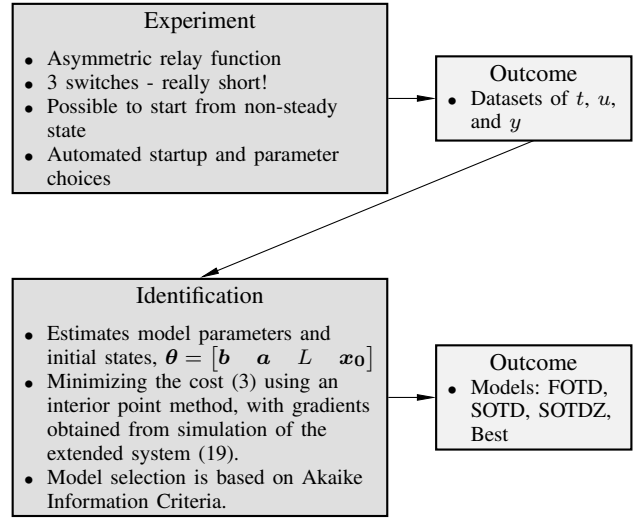 Experiment
• Asymmetric relay function
• 3 switches - really short!
• Possible to start from non-steady
state
• Automated startup and parameter
choices
Outcome
• Datasets of t, u,
and y
Identification
• Estimates model parameters and
initial states, θ = [b a L x₀]
• Minimizing the cost (3) using an
interior point method, with gradients
obtained from simulation of the
extended system (19).
• Model selection is based on Akaike
Information Criteria.
Outcome
• Models: FOTD,
SOTD, SOTDZ,
Best